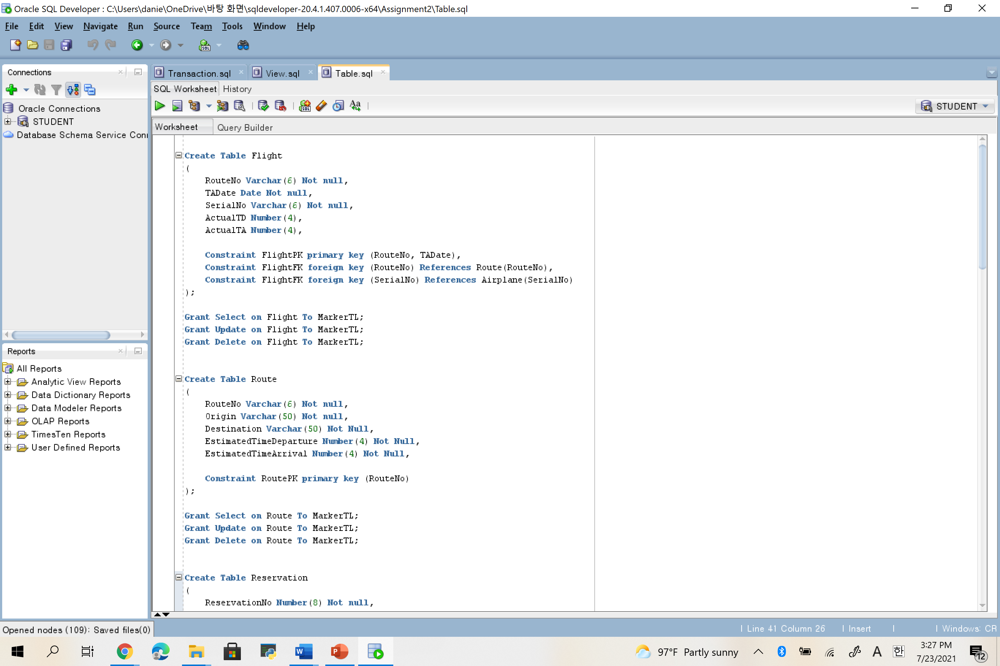 Oracle SQL Developer : C:\Users\danie\OneDrive\바탕 화면\sqldeveloper-20.4.1.407.0006-x64\Assignment2\Table.sql
File Edit View Navigate Run Source Team Tools Window Help
Connections
Transaction.sql
View.sql
Table.sql
SQL Worksheet
History
STUDENT
Oracle Connections
STUDENT
Database Schema Service Conn
Worksheet
Query Builder
Create Table Flight
(
RouteNo Varchar(6) Not null,
TADate Date Not null,
SerialNo Varchar(6) Not null,
ActualTD Number(4),
ActualTA Number(4),
Constraint FlightPK primary key (RouteNo, TADate),
Constraint FlightFK foreign key (RouteNo) References Route(RouteNo),
Constraint FlightFK foreign key (SerialNo) References Airplane(SerialNo)
);
Grant Select on Flight To MarkerTL;
Grant Update on Flight To MarkerTL;
Grant Delete on Flight To MarkerTL;
Create Table Route
(
RouteNo Varchar(6) Not null,
Origin Varchar(50) Not null,
Destination Varchar(50) Not Null,
EstimatedTimeDeparture Number(4) Not Null,
EstimatedTimeArrival Number(4) Not Null,
Constraint RoutePK primary key (RouteNo)
);
Grant Select on Route To MarkerTL;
Grant Update on Route To MarkerTL;
Grant Delete on Route To MarkerTL;
Create Table Reservation
(
ReservationNo Number(8) Not null,
Reports
All Reports
Analytic View Reports
Data Dictionary Reports
Data Modeler Reports
OLAP Reports
TimesTen Reports
User Defined Reports
Opened nodes (109); Saved files(0)
Line 41 Column 26
Insert
Windows: CR
97°F Partly sunny
A
한
3:27 PM
7/23/2021
12